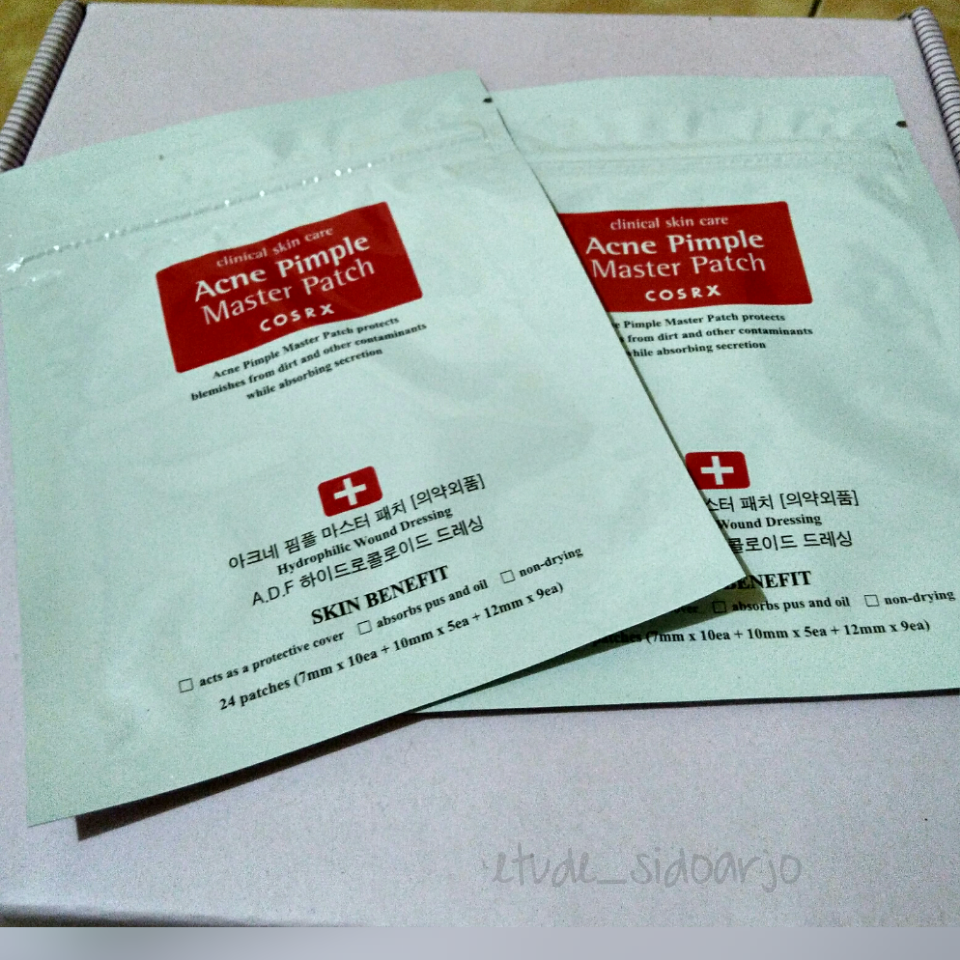 clinical skin care
Acne Pimple
Master Patch
COSRX
Acne Pimple Master Patch protects
blemishes from dirt and other contaminants
while absorbing secretion
아크네 핌플 마스터 패치 [의약외품]
Hydrophilic Wound Dressing
A.D.F 하이드로콜로이드 드레싱
SKIN BENEFIT
☐ acts as a protective cover ☐ absorbs pus and oil ☐ non-drying
24 patches (7mm x 10ea + 10mm x 5ea + 12mm x 9ea)
clinical skin care
Acne Pimple
Master Patch
COSRX
Pimple Master Patch protects
from dirt and other contaminants
while absorbing secretion
스터 패치 [의약외품]
Wound Dressing
콜로이드 드레싱
BENEFIT
cover ☐ absorbs pus and oil ☐ non-drying
patches (7mm x 10ea + 10mm x 5ea + 12mm x 9ea)
etude_sidoarjo